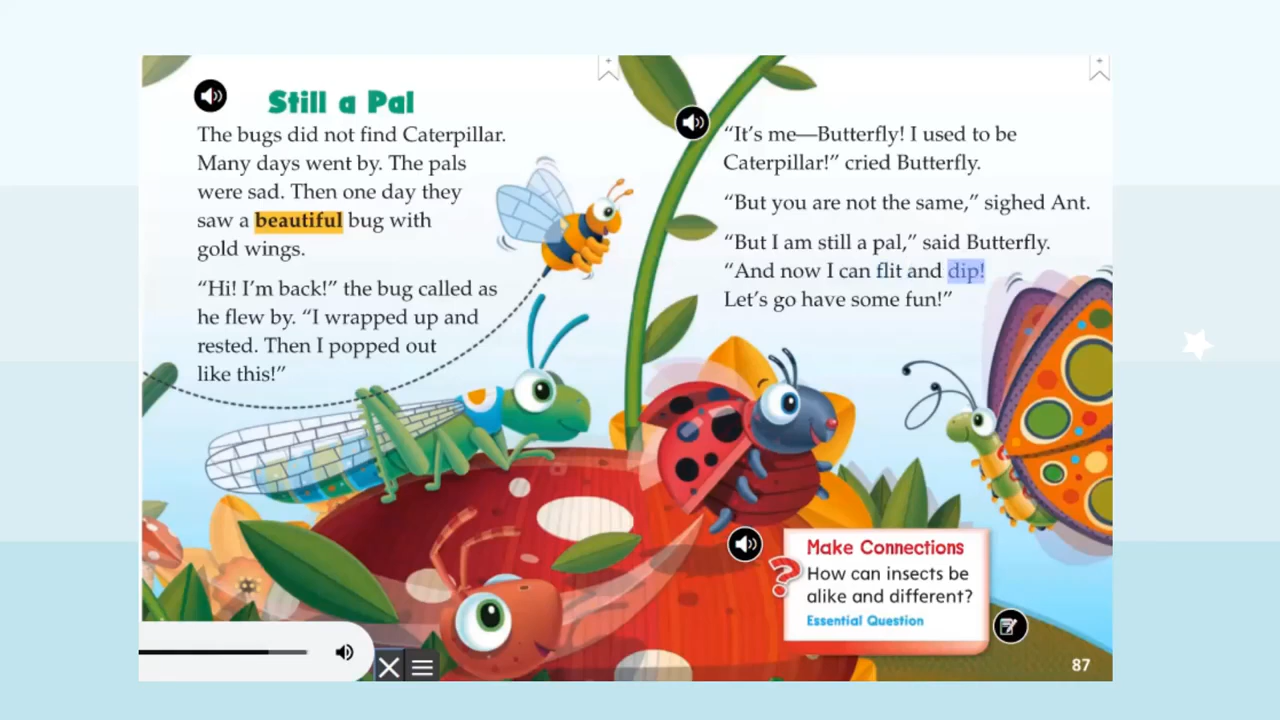 Still a Pal
The bugs did not find Caterpillar.
Many days went by. The pals
were sad. Then one day they
saw a beautiful bug with
gold wings.
“Hi! I’m back!” the bug called as
he flew by. “I wrapped up and
rested. Then I popped out
like this!”
“It’s me—Butterfly! I used to be
Caterpillar!” cried Butterfly.
“But you are not the same,” sighed Ant.
“But I am still a pal,” said Butterfly.
“And now I can flit and dip!
Let’s go have some fun!”
Make Connections
How can insects be
alike and different?
Essential Question
87